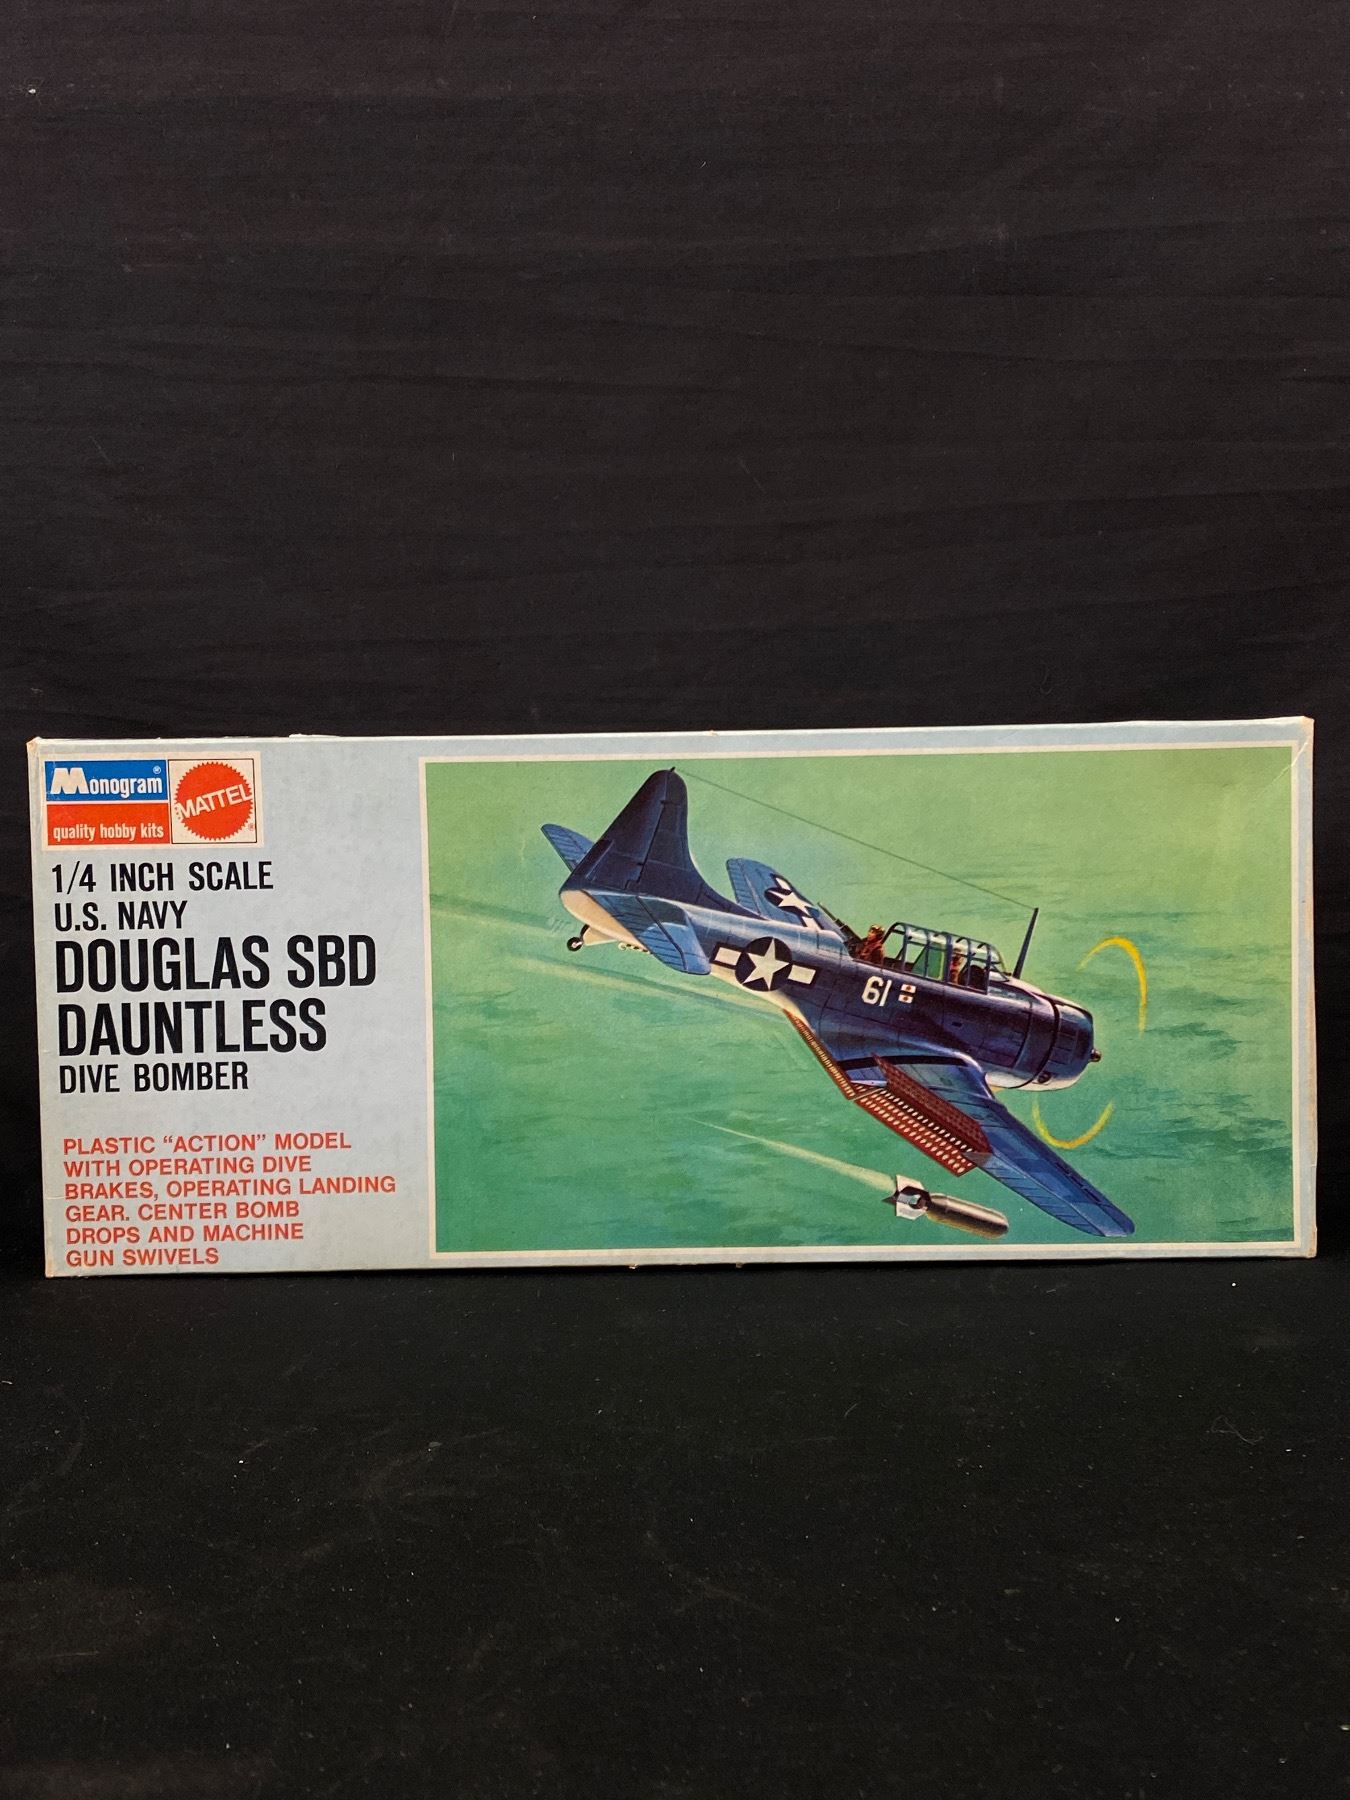 Monogram®
quality hobby kits
MATTEL®
1/4 INCH SCALE
U.S. NAVY
DOUGLAS SBD
DAUNTLESS
DIVE BOMBER
PLASTIC “ACTION” MODEL
WITH OPERATING DIVE
BRAKES, OPERATING LANDING
GEAR. CENTER BOMB
DROPS AND MACHINE
GUN SWIVELS
61